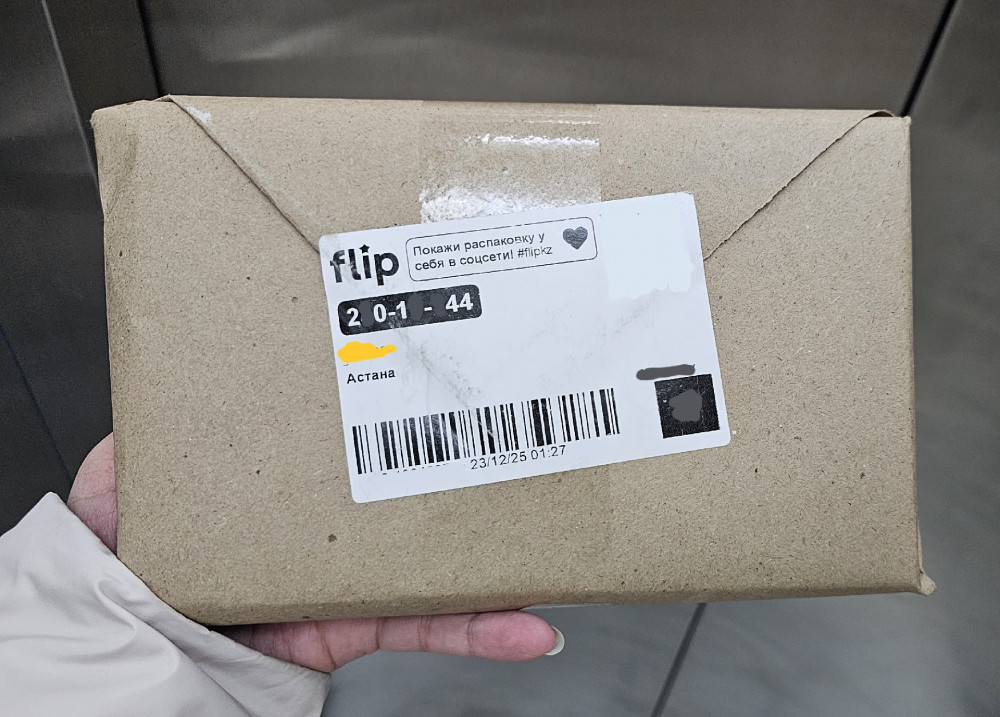 flip
Покажи распаковку у
себя в соцсети! #flipkz
2 0-1 - 44
Астана
23/12/25 01:27